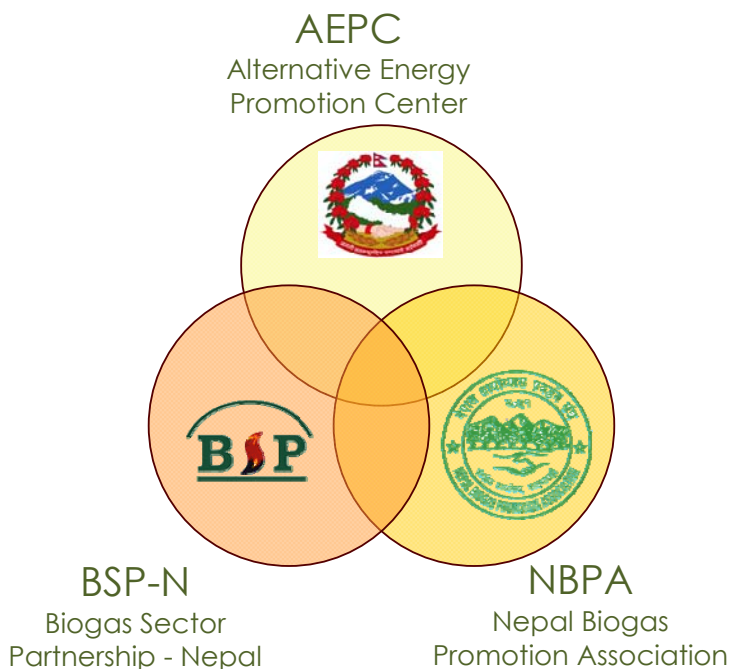 AEPC
Alternative Energy
Promotion Center
BSP
BSP-N
Biogas Sector
Partnership - Nepal
NBPA
Nepal Biogas
Promotion Association